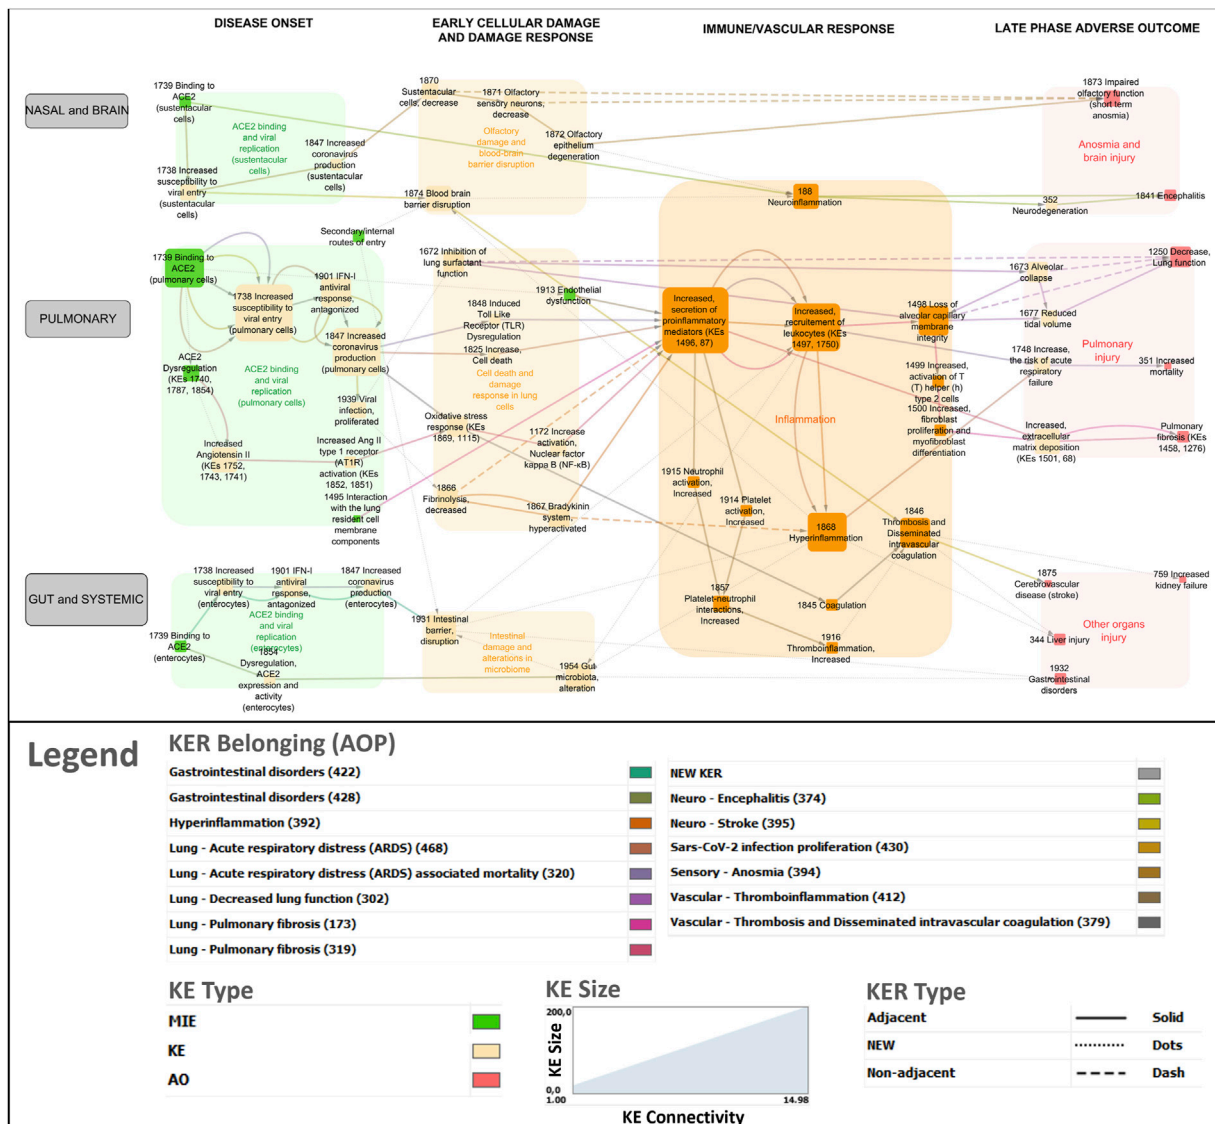 DISEASE ONSET
EARLY CELLULAR DAMAGE
AND DAMAGE RESPONSE
IMMUNE/VASCULAR RESPONSE
LATE PHASE ADVERSE OUTCOME
NASAL and BRAIN
1739 Binding to
ACE2
(sustentacular
cells)
ACE2 binding
and viral
replication
(sustentacular
cells)
1847 Increased
coronavirus
production
(sustentacular
cells)
1738 Increased
susceptibility to
viral entry
(sustentacular
cells)
1870
Sustentacular
cells, decrease
1871 Olfactory
sensory neurons,
decrease
Olfactory
damage and
blood-brain
barrier disruption
1872 Olfactory
epithelium
degeneration
1874 Blood brain
barrier disruption
188
Neuroinflammation
1873 Impaired
olfactory function
(short term
anosmia)
Anosmia and
brain injury
352
Neurodegeneration
1841 Encephalitis
PULMONARY
Secondary/internal
routes of entry
1739 Binding to
ACE2
(pulmonary cells)
1901 IFN-I
antiviral
response,
antagonized
1738 Increased
susceptibility to
viral entry
(pulmonary cells)
1847 Increased
coronavirus
production
(pulmonary cells)
ACE2
Dysregulation
(KEs 1740,
1787, 1854)
ACE2 binding
and viral
replication
(pulmonary cells)
1939 Viral
infection,
proliferated
Increased
Angiotensin II
(KEs 1752,
1743, 1741)
Increased Ang II
type 1 receptor
(AT1R)
activation (KEs
1852, 1851)
1495 Interaction
with the lung
resident cell
membrane
components
1672 Inhibition of
lung surfactant
function
1913 Endothelial
dysfunction
1848 Induced
Toll Like
Receptor (TLR)
Dysregulation
1825 Increase,
Cell death
Cell death and
damage
response in lung
cells
Oxidative stress
response (KEs
1869, 1115)
1172 Increase
activation,
Nuclear factor
kappa B (NF-κB)
1866
Fibrinolysis,
decreased
1867 Bradykinin
system,
hyperactivated
Increased,
secretion of
proinflammatory
mediators (KEs
1496, 87)
Increased,
recruitement of
leukocytes (KEs
1497, 1750)
1498 Loss of
alveolar capillary
membrane
integrity
1499 Increased,
activation of T
(T) helper (h)
type 2 cells
1500 Increased,
fibroblast
proliferation and
myofibroblast
differentiation
Inflammation
1915 Neutrophil
activation,
Increased
1914 Platelet
activation,
Increased
1868
Hyperinflammation
1846
Thrombosis and
Disseminated
intravascular
coagulation
1857
Platelet-neutrophil
interactions,
Increased
1845 Coagulation
1916
Thromboinflammation,
Increased
1250 Decrease,
Lung function
1673 Alveolar
collapse
1677 Reduced
tidal volume
Pulmonary
injury
1748 Increase,
the risk of acute
respiratory
failure
351 Increased
mortality
Increased,
extracellular
matrix deposition
(KEs 1501, 68)
Pulmonary
fibrosis (KEs
1458, 1276)
GUT and SYSTEMIC
1738 Increased
susceptibility to
viral entry
(enterocytes)
1901 IFN-I
antiviral
response,
antagonized
1847 Increased
coronavirus
production
(enterocytes)
ACE2 binding
and viral
replication
(enterocytes)
1739 Binding to
ACE2
(enterocytes)
1854
Dysregulation,
ACE2
expression and
activity
(enterocytes)
1931 Intestinal
barrier,
disruption
Intestinal
damage and
alterations in
microbiome
1954 Gut
microbiota,
alteration
1875
Cerebrovascular
disease (stroke)
759 Increased
kidney failure
Other organs
injury
344 Liver injury
1932
Gastrointestinal
disorders
Legend
KER Belonging (AOP)
Gastrointestinal disorders (422)
Gastrointestinal disorders (428)
Hyperinflammation (392)
Lung - Acute respiratory distress (ARDS) (468)
Lung - Acute respiratory distress (ARDS) associated mortality (320)
Lung - Decreased lung function (302)
Lung - Pulmonary fibrosis (173)
Lung - Pulmonary fibrosis (319)
NEW KER
Neuro - Encephalitis (374)
Neuro - Stroke (395)
Sars-CoV-2 infection proliferation (430)
Sensory - Anosmia (394)
Vascular - Thromboinflammation (412)
Vascular - Thrombosis and Disseminated intravascular coagulation (379)
KE Type
MIE
KE
AO
KE Size
200,0
KE Size
0,0
1.00
14.98
KE Connectivity
KER Type
Adjacent Solid
NEW Dots
Non-adjacent Dash